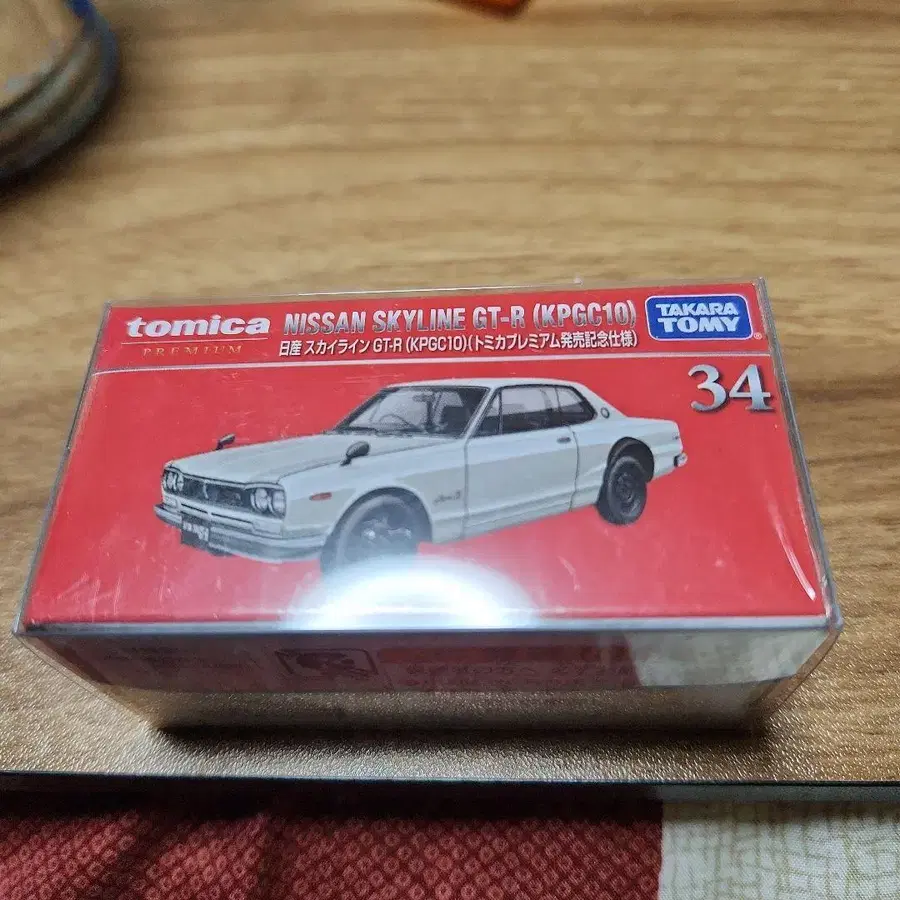 tomica
PREMIUM
NISSAN SKYLINE GT-R (KPGC10)
日産 スカイライン GT-R (KPGC10)(トミカプレミアム発売記念仕様)
TAKARA
TOMY
34